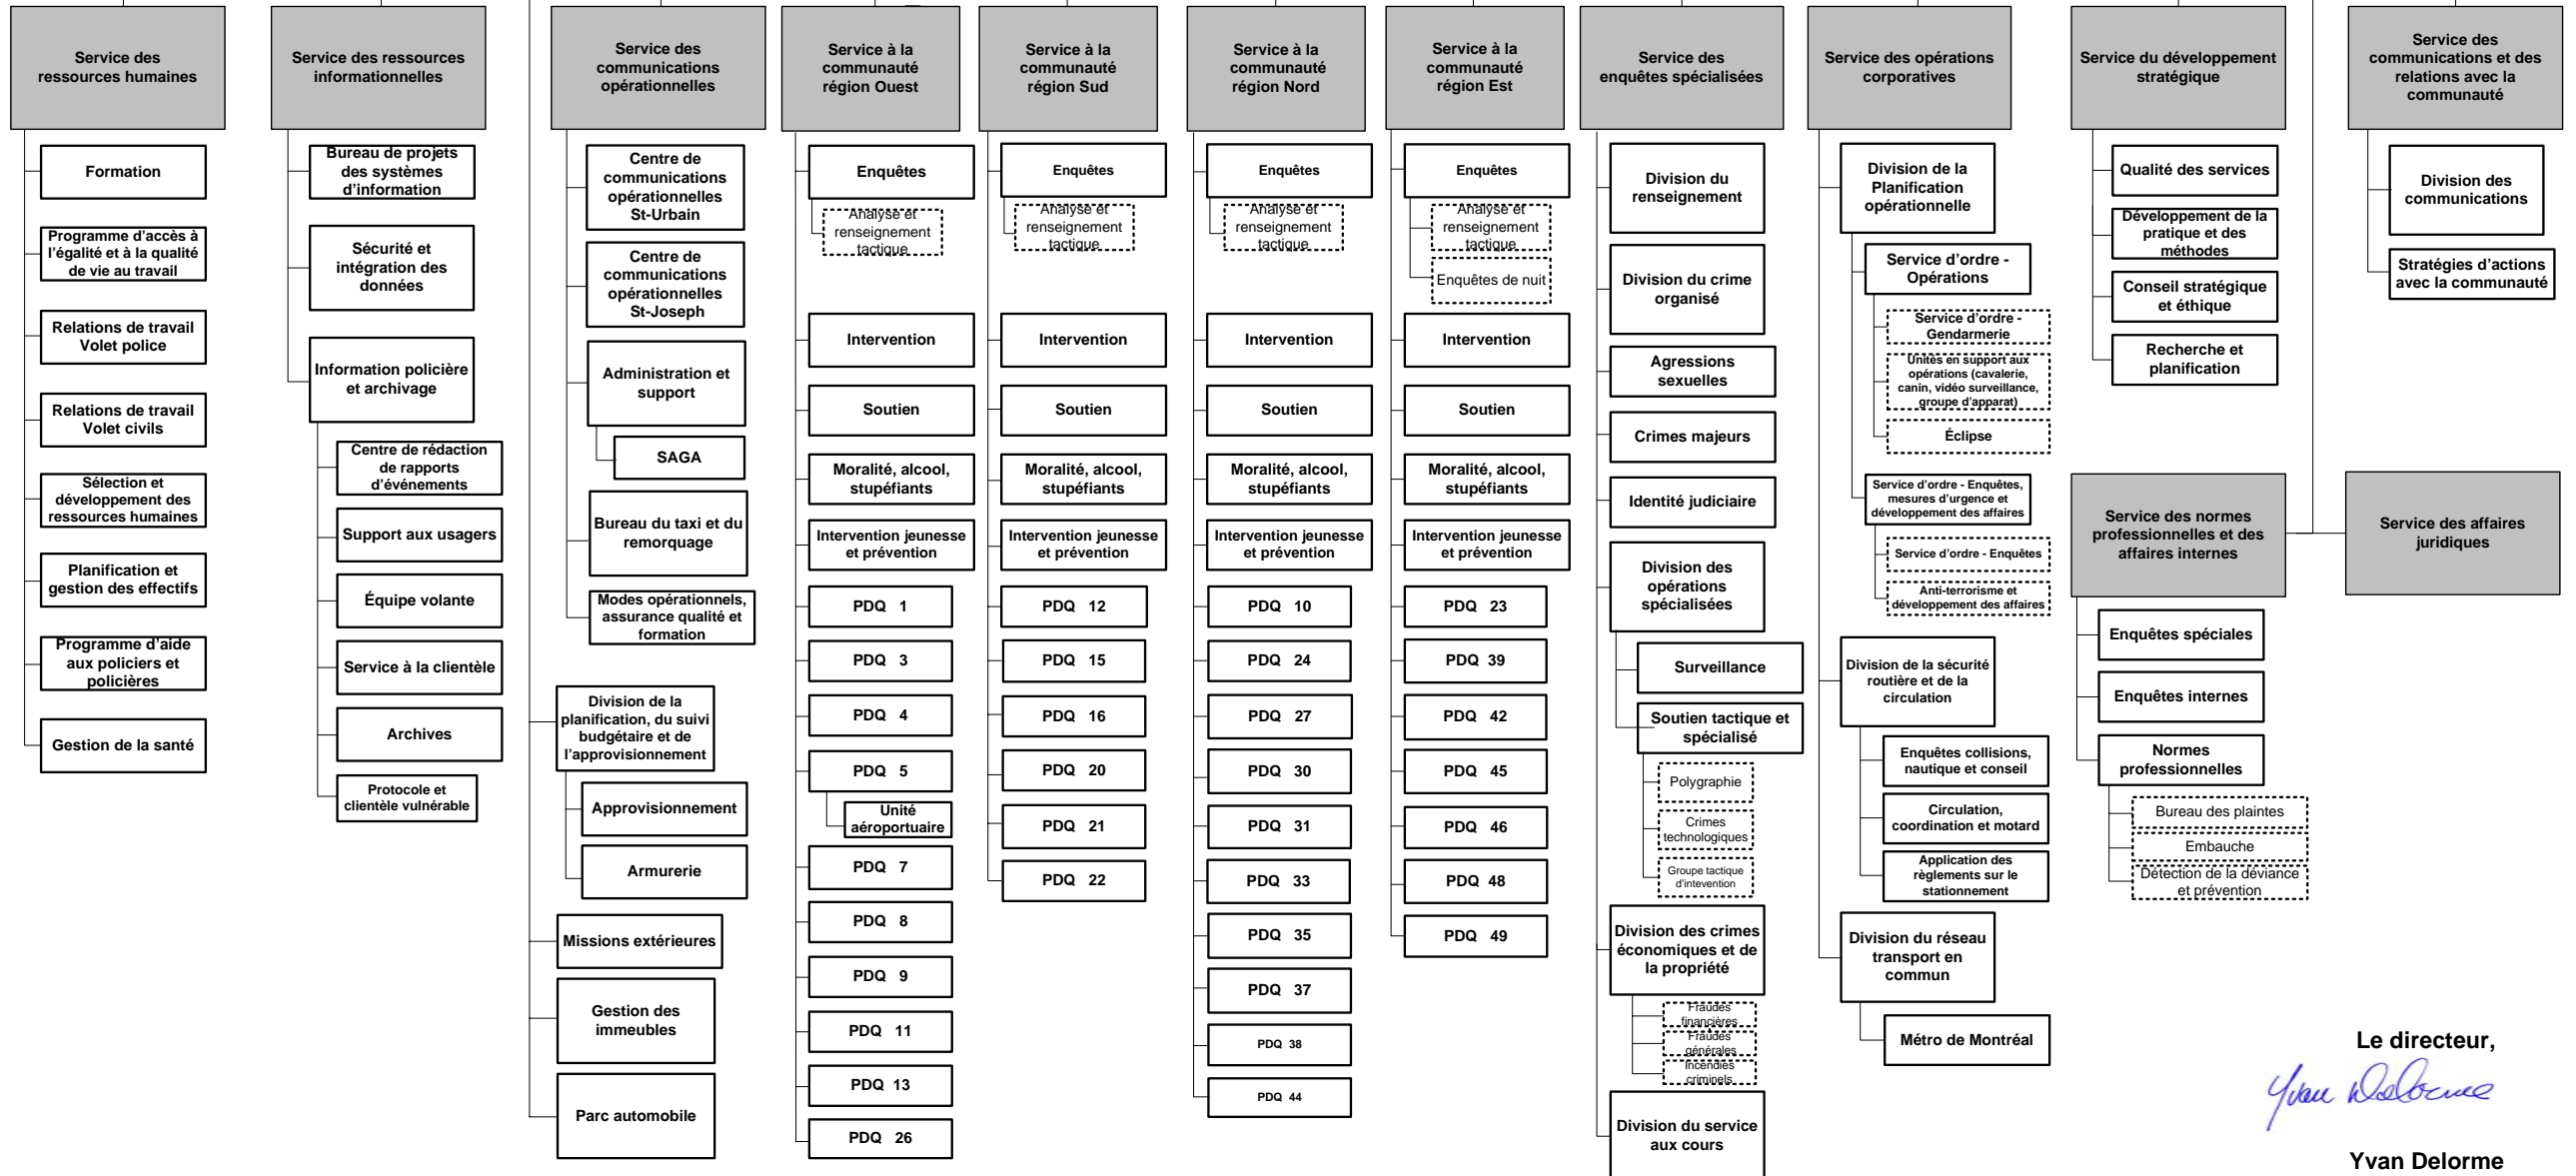 Service des
ressources humaines
Formation
Programme d'accès à
l'égalité et à la qualité
de vie au travail
Relations de travail
Volet police
Relations de travail
Volet civils
Sélection et
développement des
ressources humaines
Planification et
gestion des effectifs
Programme d'aide
aux policiers et
policières
Gestion de la santé
Service des ressources
informationnelles
Bureau de projets
des systèmes
d'information
Sécurité et
intégration des
données
Information policière
et archivage
Centre de rédaction
de rapports
d'événements
Support aux usagers
Équipe volante
Service à la clientèle
Archives
Protocole et
clientèle vulnérable
Service des
communications
opérationnelles
Centre de
communications
opérationnelles
St-Urbain
Centre de
communications
opérationnelles
St-Joseph
Administration et
support
SAGA
Bureau du taxi et du
remorquage
Modes opérationnels,
assurance qualité et
formation
Division de la
planification, du suivi
budgétaire et de
l'approvisionnement
Approvisionnement
Armurerie
Missions extérieures
Gestion des
immeubles
Parc automobile
Service à la
communauté
région Ouest
Enquêtes
Analyse et
renseignement
tactique
Intervention
Soutien
Moralité, alcool,
stupéfiants
Intervention jeunesse
et prévention
PDQ 1
PDQ 3
PDQ 4
PDQ 5
Unité
aéroportuaire
PDQ 7
PDQ 8
PDQ 9
PDQ 11
PDQ 13
PDQ 26
Service à la
communauté
région Sud
Enquêtes
Analyse et
renseignement
tactique
Intervention
Soutien
Moralité, alcool,
stupéfiants
Intervention jeunesse
et prévention
PDQ 12
PDQ 15
PDQ 16
PDQ 20
PDQ 21
PDQ 22
Service à la
communauté
région Nord
Enquêtes
Analyse et
renseignement
tactique
Intervention
Soutien
Moralité, alcool,
stupéfiants
Intervention jeunesse
et prévention
PDQ 10
PDQ 24
PDQ 27
PDQ 30
PDQ 31
PDQ 33
PDQ 35
PDQ 37
PDQ 38
PDQ 44
Service à la
communauté
région Est
Enquêtes
Analyse et
renseignement
tactique
Enquêtes de nuit
Intervention
Soutien
Moralité, alcool,
stupéfiants
Intervention jeunesse
et prévention
PDQ 23
PDQ 39
PDQ 42
PDQ 45
PDQ 46
PDQ 48
PDQ 49
Service des
enquêtes spécialisées
Division du
renseignement
Division du crime
organisé
Agressions
sexuelles
Crimes majeurs
Identité judiciaire
Division des
opérations
spécialisées
Surveillance
Soutien tactique et
spécialisé
Polygraphie
Crimes
technologiques
Groupe tactique
d'intevention
Division des crimes
économiques et de
la propriété
Fraudes
financières
Fraudes
générales
Incendies
criminels
Division du service
aux cours
Service des opérations
corporatives
Division de la
Planification
opérationnelle
Service d'ordre -
Opérations
Service d'ordre -
Gendarmerie
Unités en support aux
opérations (cavalerie,
canin, vidéo surveillance,
groupe d'apparat)
Éclipse
Service d'ordre - Enquêtes,
mesures d'urgence et
développement des affaires
Service d'ordre - Enquêtes
Anti-terrorisme et
développement des affaires
Division de la sécurité
routière et de la
circulation
Enquêtes collisions,
nautique et conseil
Circulation,
coordination et motard
Application des
règlements sur le
stationnement
Division du réseau
transport en
commun
Métro de Montréal
Service du développement
stratégique
Qualité des services
Développement de la
pratique et des
méthodes
Conseil stratégique
et éthique
Recherche et
planification
Service des normes
professionnelles et des
affaires internes
Enquêtes spéciales
Enquêtes internes
Normes
professionnelles
Bureau des plaintes
Embauche
Détection de la déviance
et prévention
Service des
communications et des
relations avec la
communauté
Division des
communications
Stratégies d'actions
avec la communauté
Service des affaires
juridiques
Le directeur,
Yvan Delorme
Yvan Delorme